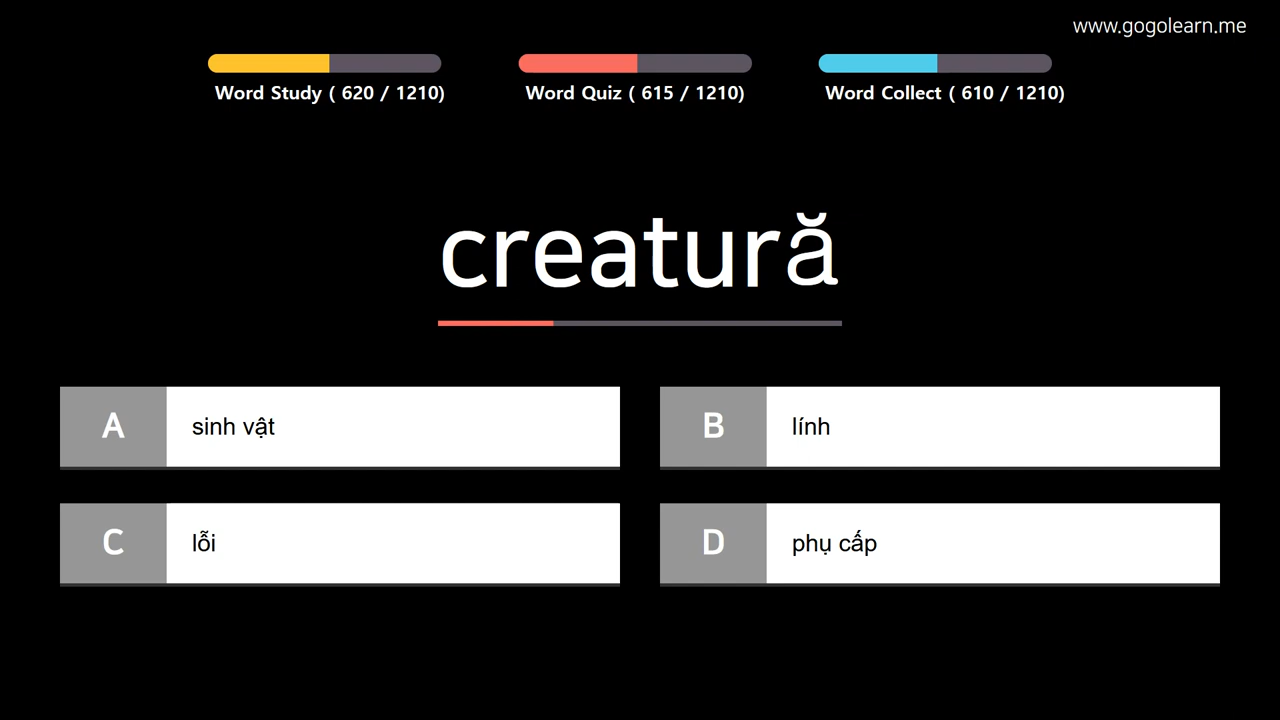 www.gogolearn.me
Word Study ( 620 / 1210)
Word Quiz ( 615 / 1210)
Word Collect ( 610 / 1210)
creatură
A sinh vật
B lính
C lỗi
D phụ cấp